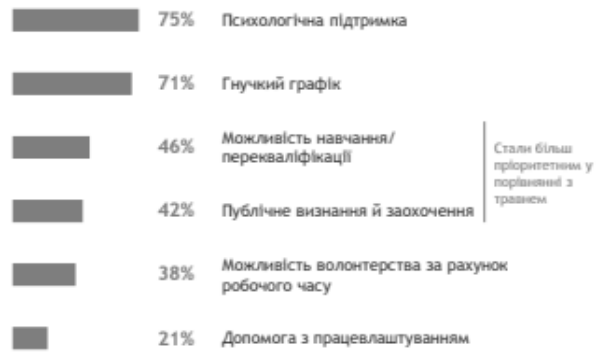 75% Психологічна підтримка
71% Гнучкий графік
46% Можливість навчання/
перекваліфікації
Стали більш
пріоритетним у
порівнянні з
травнем
42% Публічне визнання й заохочення
38% Можливість волонтерства за рахунок
робочого часу
21% Допомога з працевлаштуванням